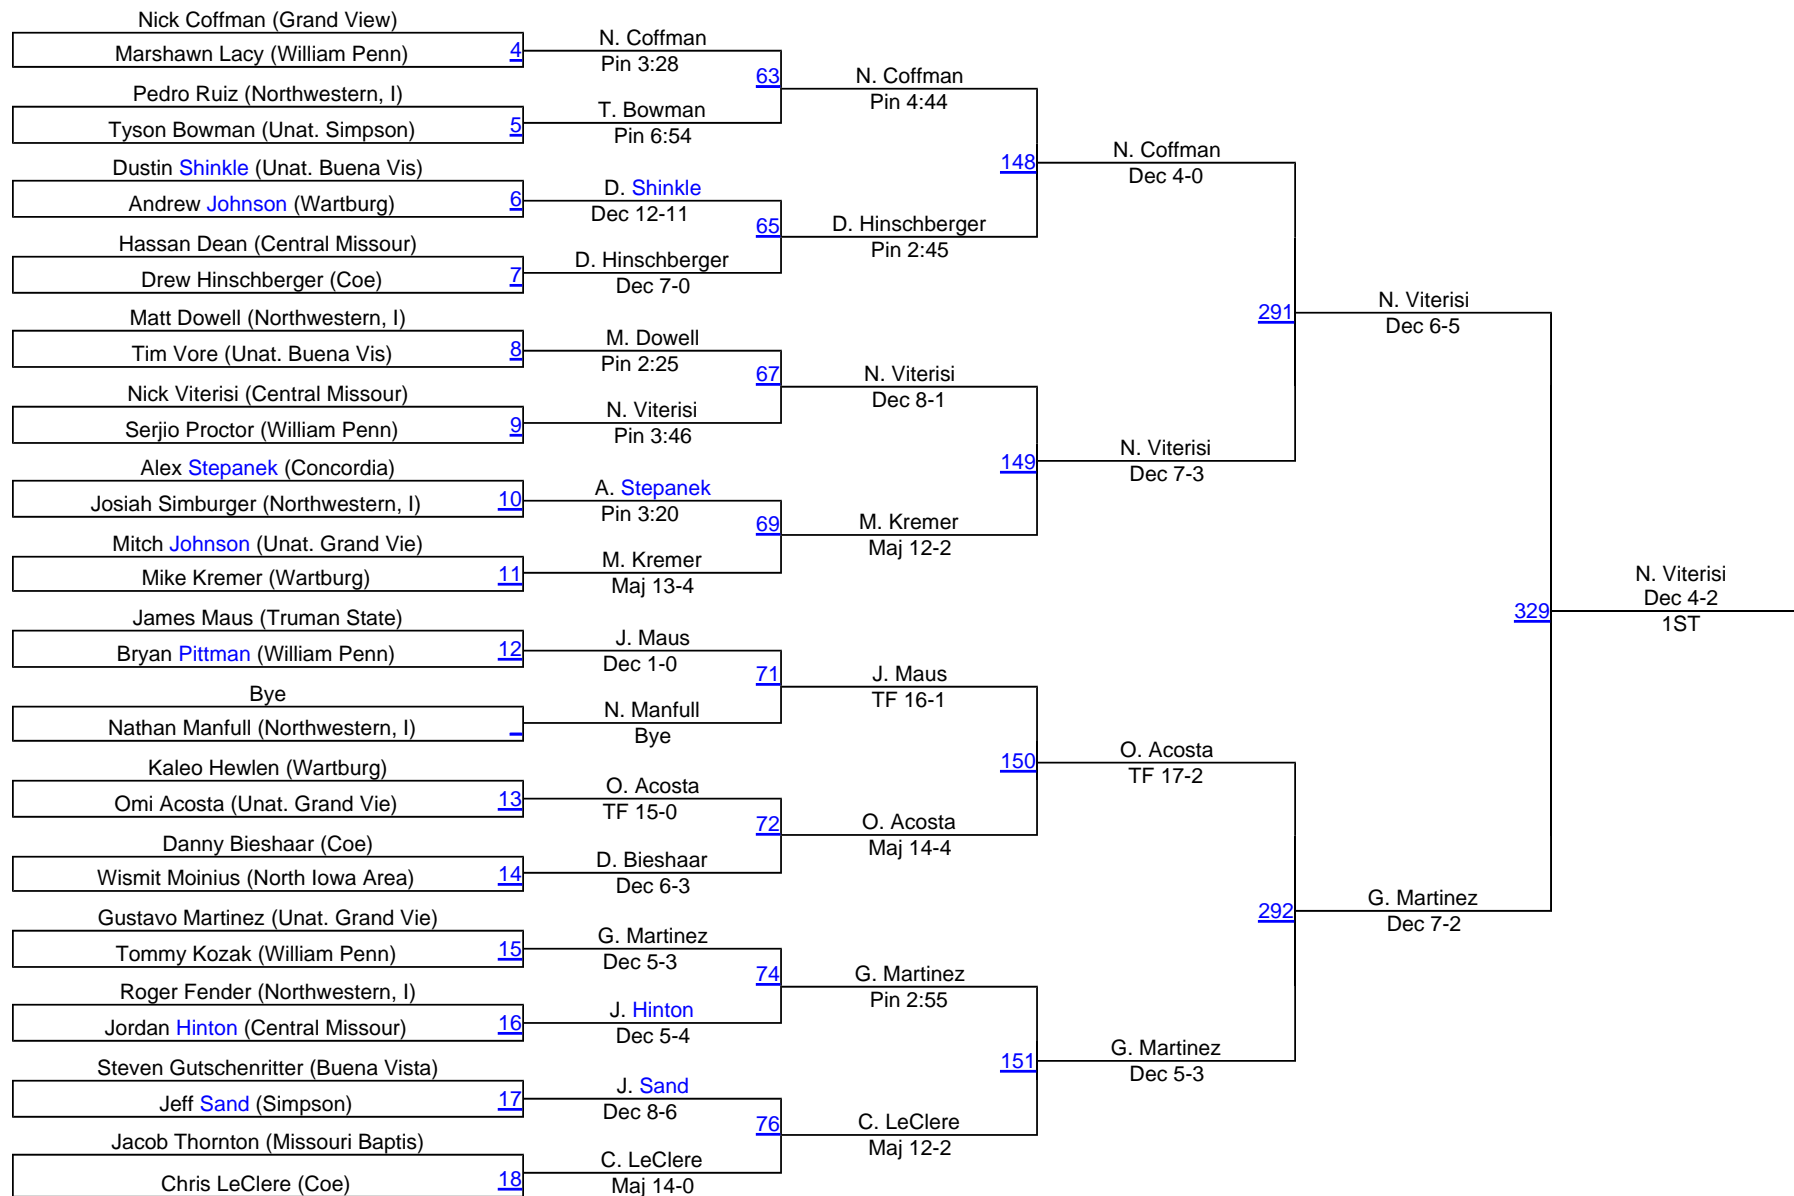 Nick Coffman (Grand View)
Marshawn Lacy (William Penn) 4
Pedro Ruiz (Northwestern, I)
Tyson Bowman (Unat. Simpson) 5
Dustin Shinkle (Unat. Buena Vis)
Andrew Johnson (Wartburg) 6
Hassan Dean (Central Missour)
Drew Hinschberger (Coe) 7
Matt Dowell (Northwestern, I)
Tim Vore (Unat. Buena Vis) 8
Nick Viterisi (Central Missour)
Serjio Proctor (William Penn) 9
Alex Stepanek (Concordia)
Josiah Simburger (Northwestern, I) 10
Mitch Johnson (Unat. Grand Vie)
Mike Kremer (Wartburg) 11
James Maus (Truman State)
Bryan Pittman (William Penn) 12
Bye
Nathan Manfull (Northwestern, I)
Kaleo Hewlen (Wartburg)
Omi Acosta (Unat. Grand Vie) 13
Danny Bieshaar (Coe)
Wismit Moinius (North Iowa Area) 14
Gustavo Martinez (Unat. Grand Vie)
Tommy Kozak (William Penn) 15
Roger Fender (Northwestern, I)
Jordan Hinton (Central Missour) 16
Steven Gutschenritter (Buena Vista)
Jeff Sand (Simpson) 17
Jacob Thornton (Missouri Baptis)
Chris LeClere (Coe) 18
N. Coffman
Pin 3:28
63
T. Bowman
Pin 6:54
D. Shinkle
Dec 12-11
65
D. Hinschberger
Dec 7-0
M. Dowell
Pin 2:25
67
N. Viterisi
Pin 3:46
A. Stepanek
Pin 3:20
69
M. Kremer
Maj 13-4
J. Maus
Dec 1-0
71
N. Manfull
Bye
O. Acosta
TF 15-0
72
D. Bieshaar
Dec 6-3
G. Martinez
Dec 5-3
74
J. Hinton
Dec 5-4
J. Sand
Dec 8-6
76
C. LeClere
Maj 14-0
N. Coffman
Pin 4:44
148
D. Hinschberger
Pin 2:45
N. Viterisi
Dec 8-1
149
M. Kremer
Maj 12-2
J. Maus
TF 16-1
150
O. Acosta
Maj 14-4
G. Martinez
Pin 2:55
151
C. LeClere
Maj 12-2
N. Coffman
Dec 4-0
291
N. Viterisi
Dec 7-3
O. Acosta
TF 17-2
292
G. Martinez
Dec 5-3
N. Viterisi
Dec 6-5
329
G. Martinez
Dec 7-2
N. Viterisi
Dec 4-2
1ST